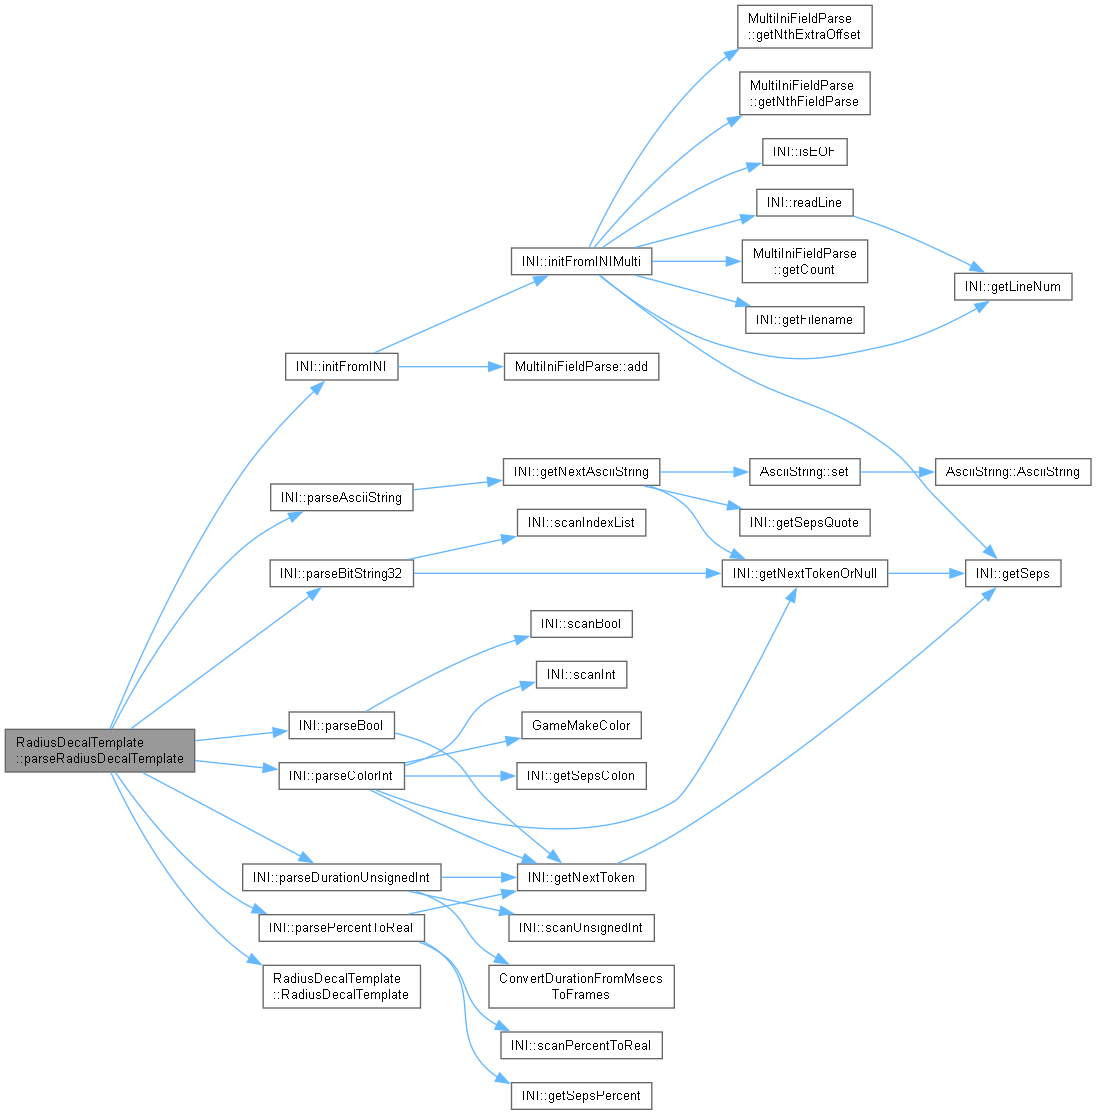 MultiIniFieldParse
::getNthExtraOffset
MultiIniFieldParse
::getNthFieldParse
INI::isEOF
INI::readLine
INI::initFromINIMulti
MultiIniFieldParse
::getCount
INI::getLineNum
INI::getFilename
INI::initFromINI
MultiIniFieldParse::add
INI::getNextAsciiString
AsciiString::set
AsciiString::AsciiString
INI::parseAsciiString
INI::scanIndexList
INI::getSepsQuote
INI::parseBitString32
INI::getNextTokenOrNull
INI::getSeps
INI::scanBool
INI::scanInt
INI::parseBool
GameMakeColor
RadiusDecalTemplate
::parseRadiusDecalTemplate
INI::parseColorInt
INI::getSepsColon
INI::parseDurationUnsignedInt
INI::getNextToken
INI::parsePercentToReal
INI::scanUnsignedInt
RadiusDecalTemplate
::RadiusDecalTemplate
ConvertDurationFromMsecs
ToFrames
INI::scanPercentToReal
INI::getSepsPercent